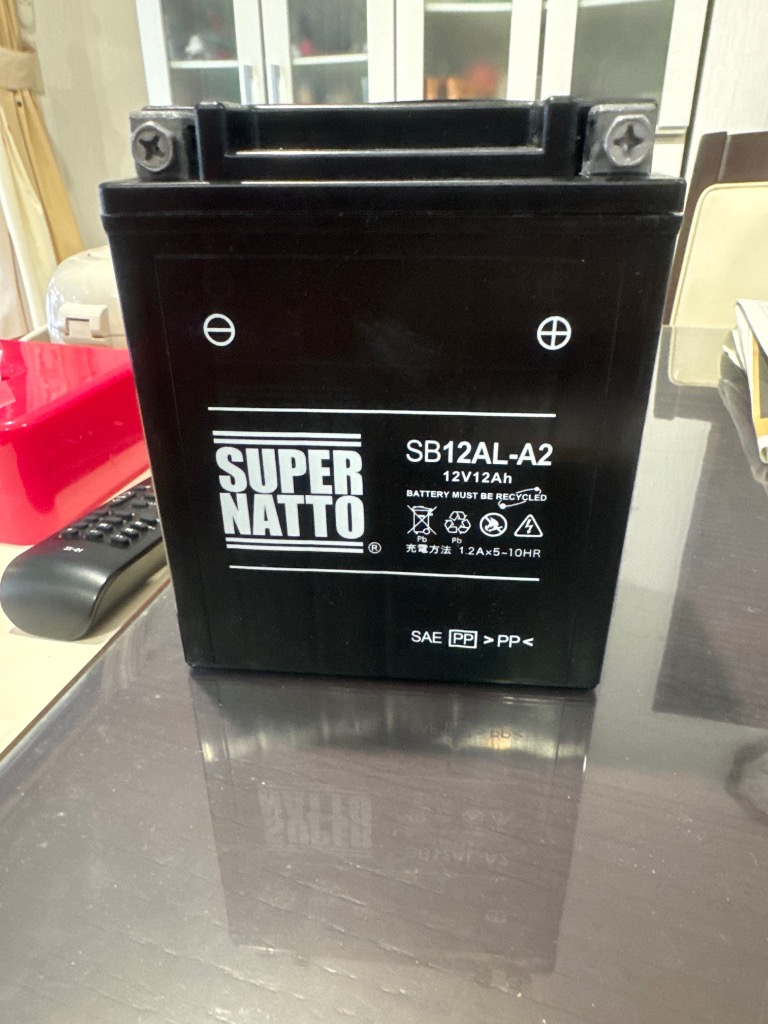 ⊖ ⊕
SUPER
NATTO
®
SB12AL-A2
12V12Ah
BATTERY MUST BE RECYCLED
Pb Pb
充電方法 1.2A×5~10HR
SAE PP >PP<